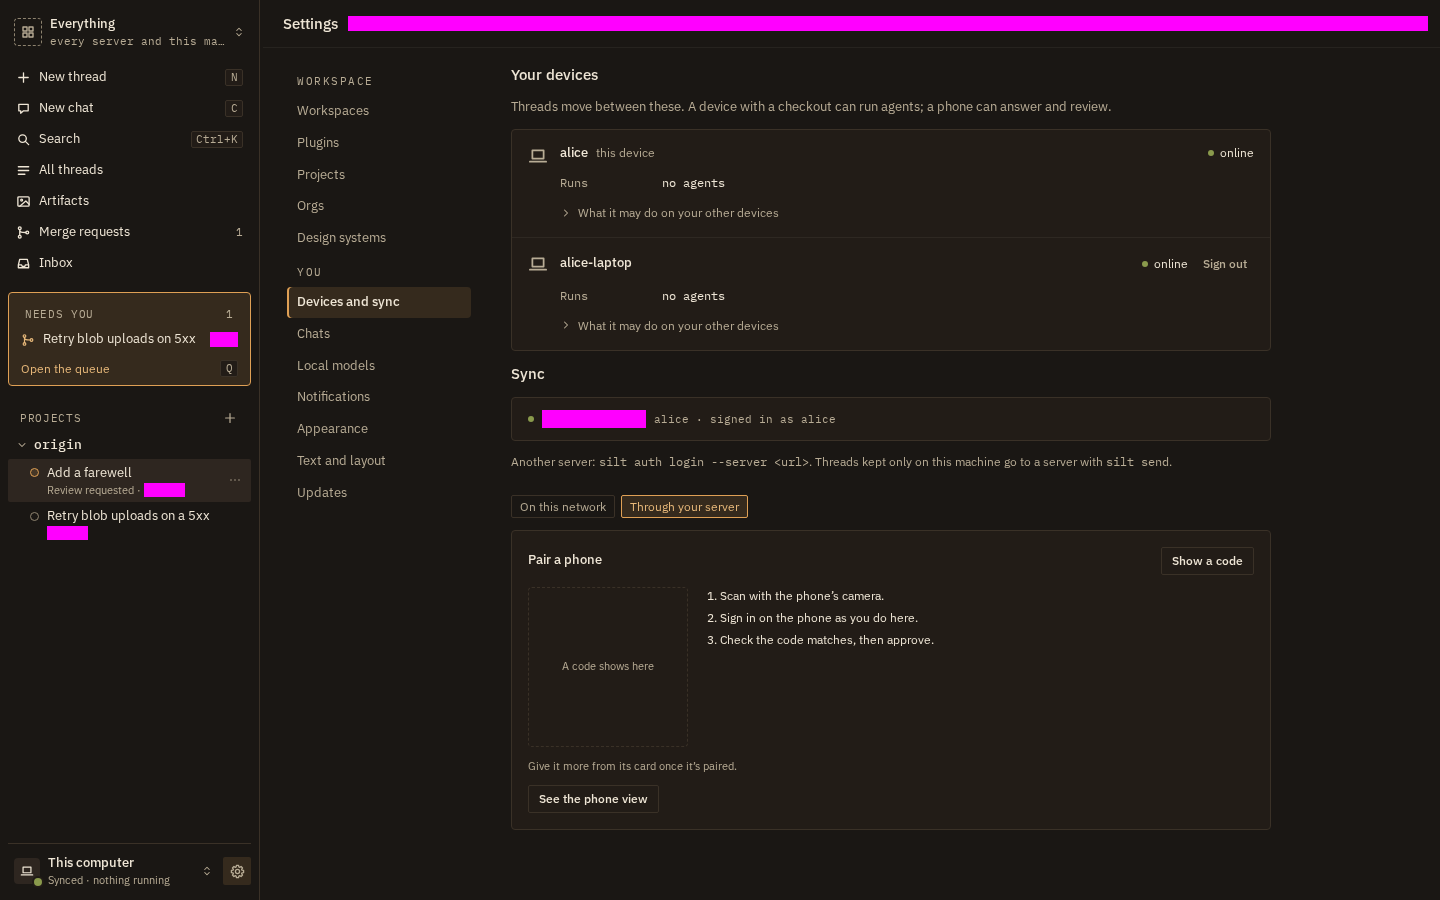 Everything
every server and this ma…
New thread N
New chat C
Search Ctrl+K
All threads
Artifacts
Merge requests 1
Inbox
NEEDS YOU 1
Retry blob uploads on 5xx
Open the queue Q
PROJECTS
origin
Add a farewell
Review requested ·
Retry blob uploads on a 5xx
This computer
Synced · nothing running
Settings
WORKSPACE
Workspaces
Plugins
Projects
Orgs
Design systems
YOU
Devices and sync
Chats
Local models
Notifications
Appearance
Text and layout
Updates
Your devices
Threads move between these. A device with a checkout can run agents; a phone can answer and review.
alice this device online
Runs no agents
What it may do on your other devices
alice-laptop online Sign out
Runs no agents
What it may do on your other devices
Sync
alice · signed in as alice
Another server: silt auth login --server <url>. Threads kept only on this machine go to a server with silt send.
On this network Through your server
Pair a phone Show a code
A code shows here
1. Scan with the phone’s camera.
2. Sign in on the phone as you do here.
3. Check the code matches, then approve.
Give it more from its card once it’s paired.
See the phone view